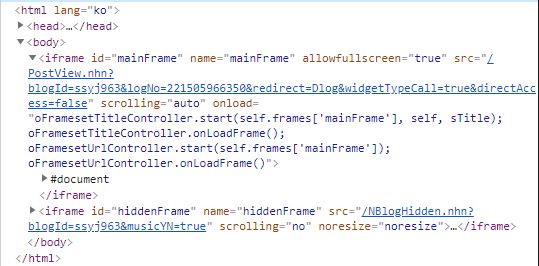 <html lang="ko">
▶<head>…</head>
▼<body>
▼<iframe id="mainFrame" name="mainFrame" allowfullscreen="true" src="/
PostView.nhn?
blogId=ssyj963&logNo=221505966350&redirect=Dlog&widgetTypeCall=true&directAcc
ess=false" scrolling="auto" onload=
"oFramesetTitleController.start(self.frames['mainFrame'], self, sTitle);
oFramesetTitleController.onLoadFrame();
oFramesetUrlController.start(self.frames['mainFrame']);
oFramesetUrlController.onLoadFrame()">
▶#document
</iframe>
▶<iframe id="hiddenFrame" name="hiddenFrame" src="/NBlogHidden.nhn?
blogId=ssyj963&musicYN=true" scrolling="no" noresize="noresize">…</iframe>
</body>
</html>